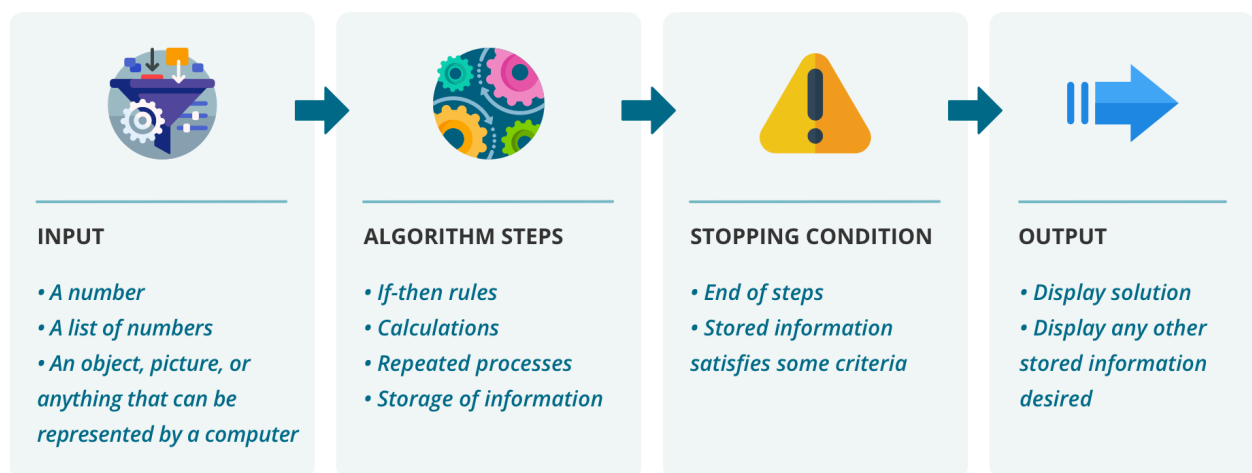 INPUT
• A number
• A list of numbers
• An object, picture, or
anything that can be
represented by a computer
ALGORITHM STEPS
• If-then rules
• Calculations
• Repeated processes
• Storage of information
STOPPING CONDITION
• End of steps
• Stored information
satisfies some criteria
OUTPUT
• Display solution
• Display any other
stored information
desired